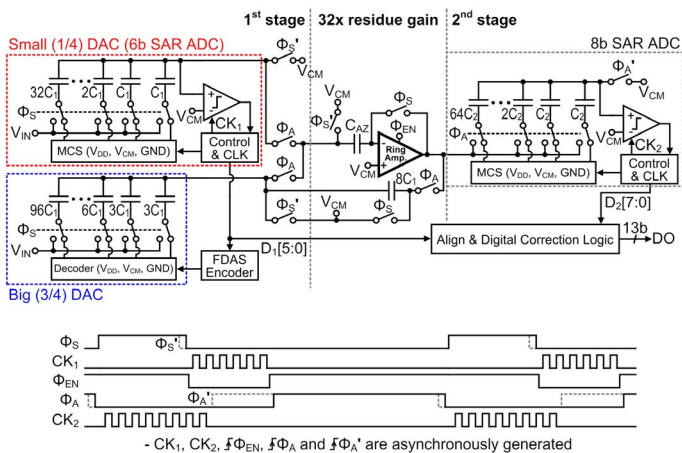 1st stage
32x residue gain
2nd stage
Small (1/4) DAC (6b SAR ADC)
8b SAR ADC
ΦS'
VCM
ΦA'
VCM
32C1
2C1
C1
C1
VCM
CK1
ΦS
VIN
MCS (VDD, VCM, GND)
Control & CLK
VCM
ΦS'
CAZ
ΦS
ΦEN
Ring Amp.
VCM
ΦA
ΦA
8C1
ΦA
ΦS'
VCM
ΦS
64C2
2C2
C2
C2
VCM
CK2
ΦA
MCS (VDD, VCM, GND)
Control & CLK
D2[7:0]
96C1
6C1
3C1
3C1
ΦS
VIN
Decoder (VDD, VCM, GND)
FDAS Encoder
D1[5:0]
Align & Digital Correction Logic
13b
DO
Big (3/4) DAC
ΦS
ΦS'
CK1
ΦEN
ΦA
ΦA'
CK2
- CK1, CK2, ⨍ΦEN, ⨍ΦA and ⨍ΦA' are asynchronously generated